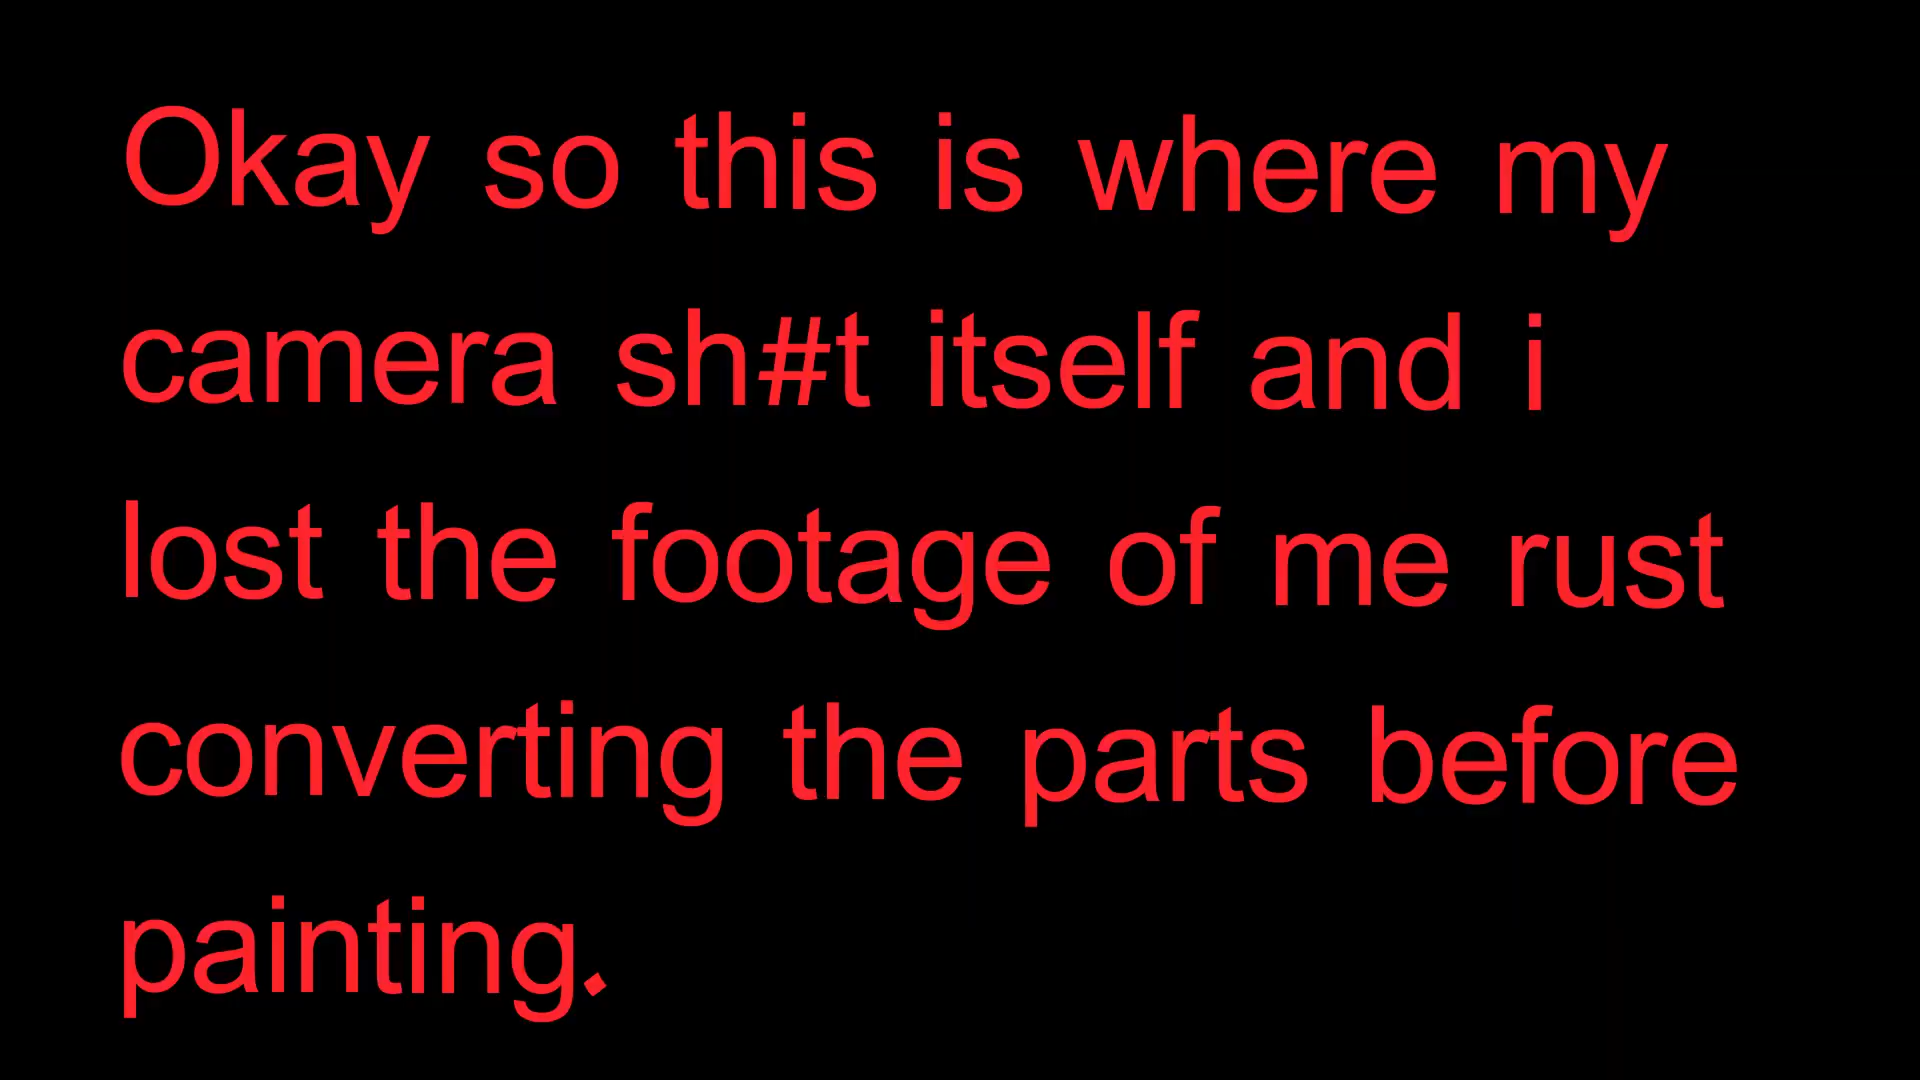 Okay so this is where my
camera sh#t itself and i
lost the footage of me rust
converting the parts before
painting.